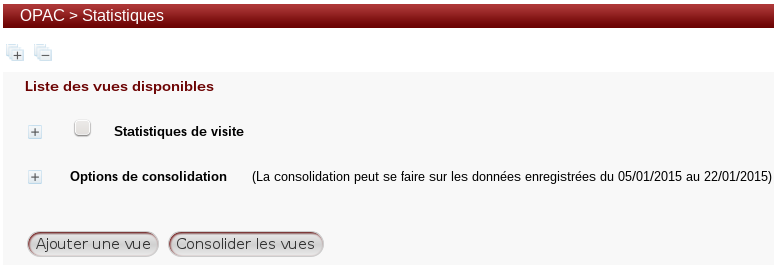 OPAC > Statistiques
Liste des vues disponibles
Statistiques de visite
Options de consolidation (La consolidation peut se faire sur les données enregistrées du 05/01/2015 au 22/01/2015)
Ajouter une vue Consolider les vues